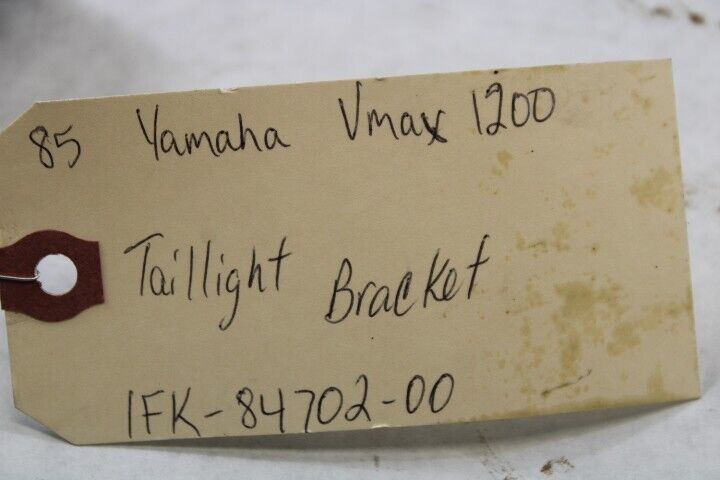 85 Yamaha Vmax 1200
Taillight Bracket
1FK-84702-00